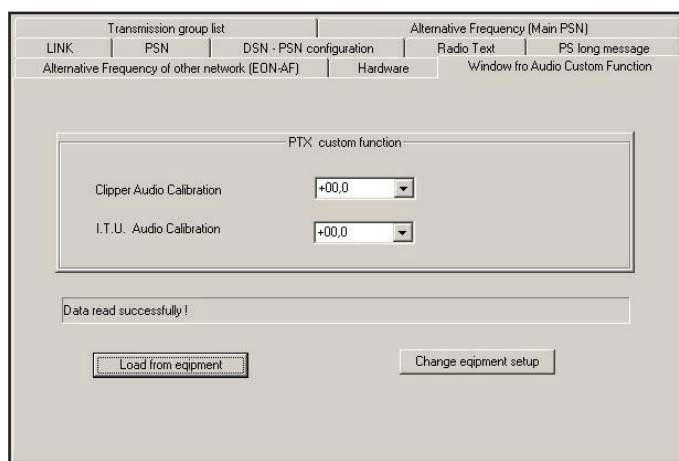 Transmission group list Alternative Frequency (Main PSN)
LINK PSN DSN - PSN configuration Radio Text PS long message
Alternative Frequency of other network (EON-AF) Hardware Window fro Audio Custom Function
PTX custom function
Clipper Audio Calibration +00,0
I.T.U. Audio Calibration +00,0
Data read successfully !
Load from eqipment Change eqipment setup